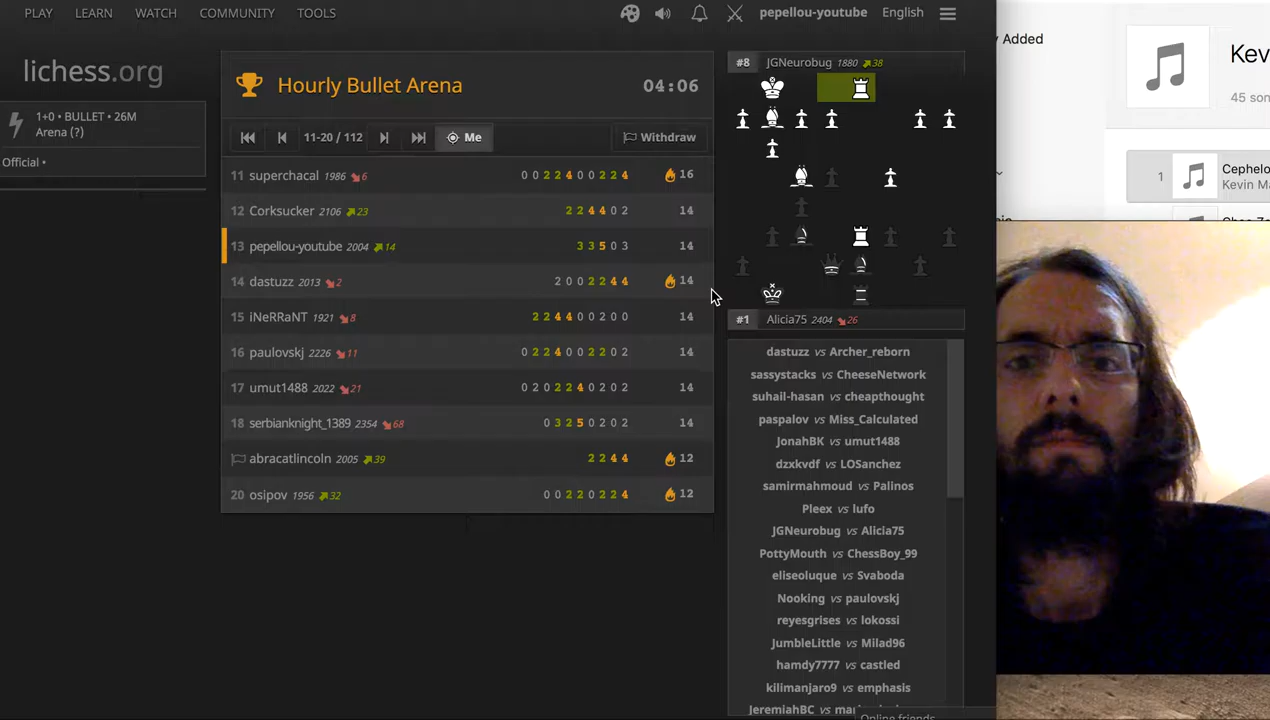 PLAY LEARN WATCH COMMUNITY TOOLS pepellou-youtube English
lichess.org
1+0 • BULLET • 26M
Arena (?)
Official •
Hourly Bullet Arena 04:06
11-20 / 112 Me Withdraw
11 superchacal 1986 6 0 0 2 2 4 0 0 2 2 4 16
12 Corksucker 2106 23 2 2 4 4 0 2 14
13 pepellou-youtube 2004 14 3 3 5 0 3 14
14 dastuzz 2013 2 2 0 0 2 2 4 4 14
15 iNeRRaNT 1921 8 2 2 4 4 0 0 2 0 0 14
16 paulovskj 2226 11 0 2 2 4 0 0 2 2 0 2 14
17 umut1488 2022 21 0 2 0 2 2 4 0 2 0 2 14
18 serbianknight_1389 2354 68 0 3 2 5 0 2 0 2 14
abracatlincoln 2005 39 2 2 4 4 12
20 osipov 1956 32 0 0 2 2 0 2 2 4 12
#8 JGNeurobug 1880 38
#1 Alicia75 2404 26
dastuzz vs Archer_reborn
sassystacks vs CheeseNetwork
suhail-hasan vs cheapthought
paspalov vs Miss_Calculated
JonahBK vs umut1488
dzxkvdf vs LOSanchez
samirmahmoud vs Palinos
Pleex vs lufo
JGNeurobug vs Alicia75
PottyMouth vs ChessBoy_99
eliseoluque vs Svaboda
Nooking vs paulovskj
reyesgrises vs lokossi
JumbleLittle vs Milad96
hamdy7777 vs castled
kilimanjaro9 vs emphasis
JeremiahBC vs
Online friends
Added
Kev
45 son
1 Cephelo
Kevin Ma